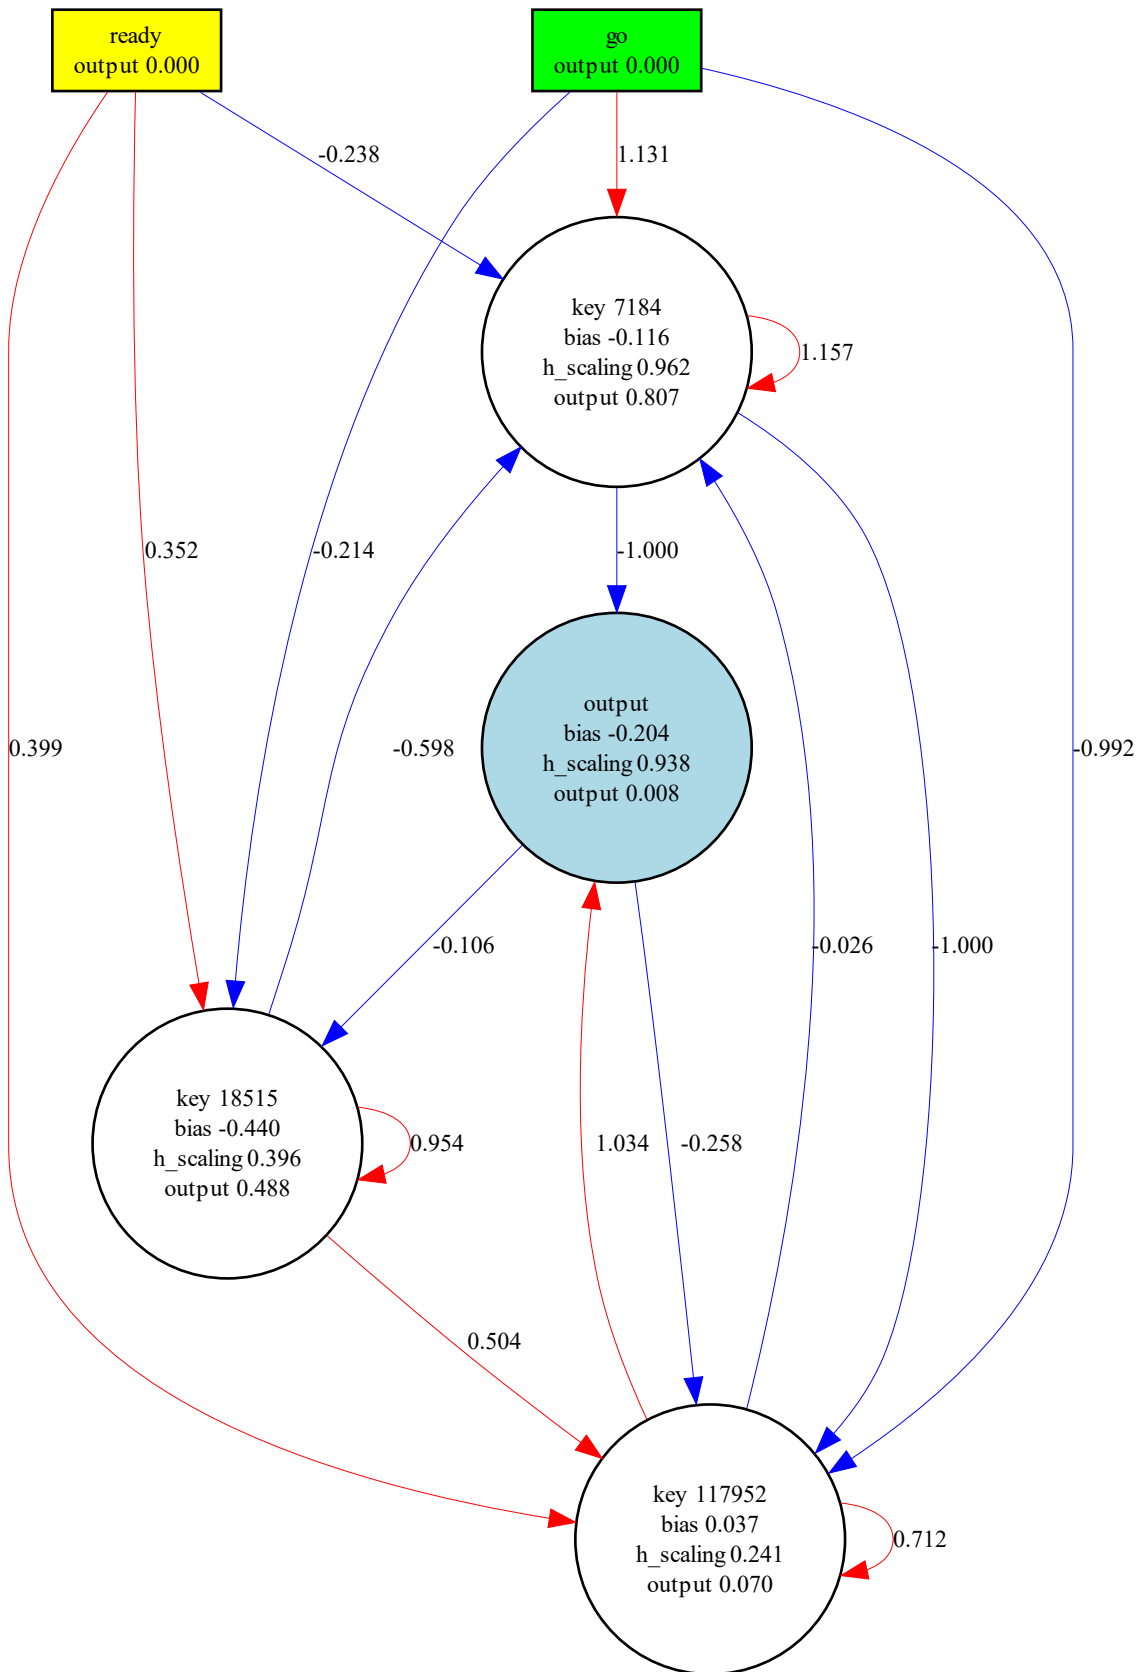 ready
output 0.000
go
output 0.000
-0.238
1.131
key 7184
bias -0.116
h_scaling 0.962
output 0.807
1.157
0.352
-0.214
-1.000
output
bias -0.204
h_scaling 0.938
output 0.008
0.399
-0.598
-0.992
-0.106
-0.026
-1.000
key 18515
bias -0.440
h_scaling 0.396
output 0.488
0.954
1.034
-0.258
0.504
key 117952
bias 0.037
h_scaling 0.241
output 0.070
0.712